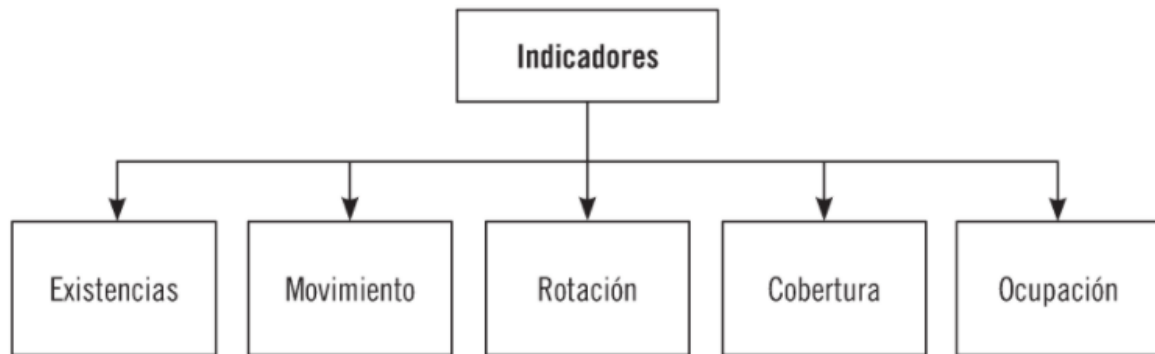 Indicadores
Existencias
Movimiento
Rotación
Cobertura
Ocupación